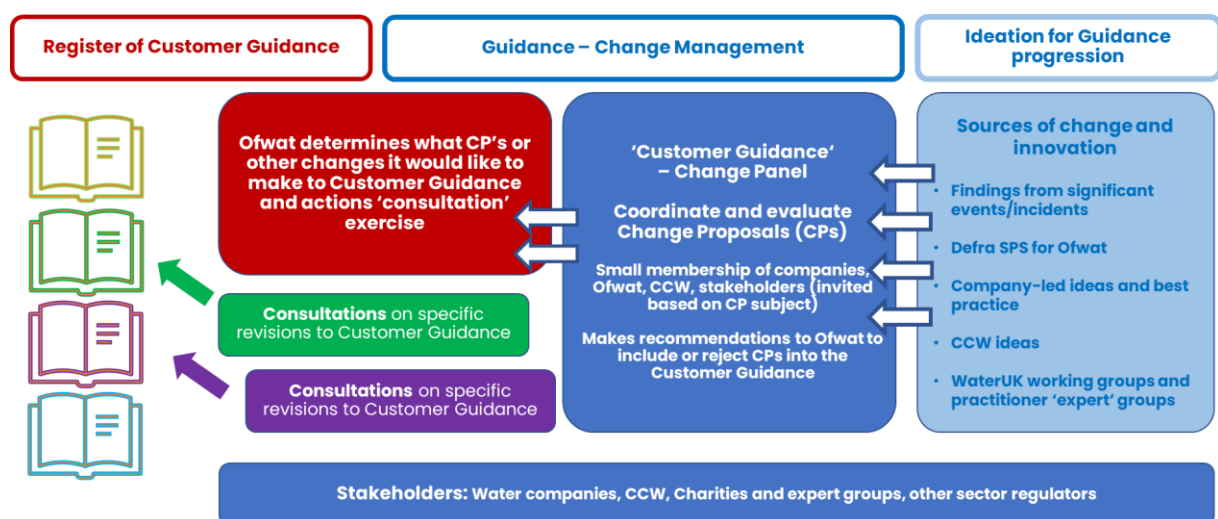 Register of Customer Guidance
Guidance – Change Management
Ideation for Guidance
progression
Ofwat determines what CP's or
other changes it would like to
make to Customer Guidance
and actions 'consultation'
exercise
Consultations on specific
revisions to Customer Guidance
Consultations on specific
revisions to Customer Guidance
‘Customer Guidance‘
– Change Panel
Coordinate and evaluate
Change Proposals (CPs)
Small membership of companies,
Ofwat, CCW, stakeholders (invited
based on CP subject)
Makes recommendations to Ofwat to
include or reject CPs into the
Customer Guidance
Sources of change and
innovation
• Findings from significant
events/incidents
• Defra SPS for Ofwat
• Company-led ideas and best
practice
• CCW ideas
• WaterUK working groups and
practitioner ‘expert’ groups
Stakeholders: Water companies, CCW, Charities and expert groups, other sector regulators